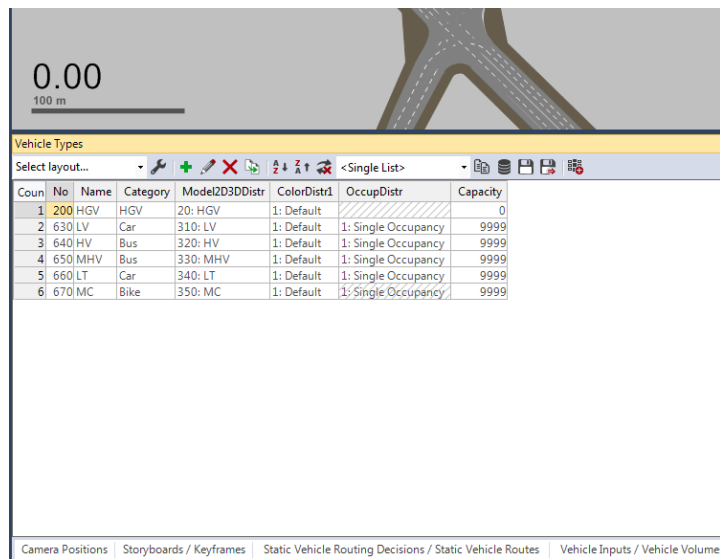 0.00
100 m
Vehicle Types
Select layout... <Single List>
Coun No Name Category Model2D3DDistr ColorDistr1 OccupDistr Capacity
1 200 HGV HGV 20: HGV 1: Default 0
2 630 LV Car 310: LV 1: Default 1: Single Occupancy 9999
3 640 HV Bus 320: HV 1: Default 1: Single Occupancy 9999
4 650 MHV Bus 330: MHV 1: Default 1: Single Occupancy 9999
5 660 LT Car 340: LT 1: Default 1: Single Occupancy 9999
6 670 MC Bike 350: MC 1: Default 1: Single Occupancy 9999
Camera Positions Storyboards / Keyframes Static Vehicle Routing Decisions / Static Vehicle Routes Vehicle Inputs / Vehicle Volume